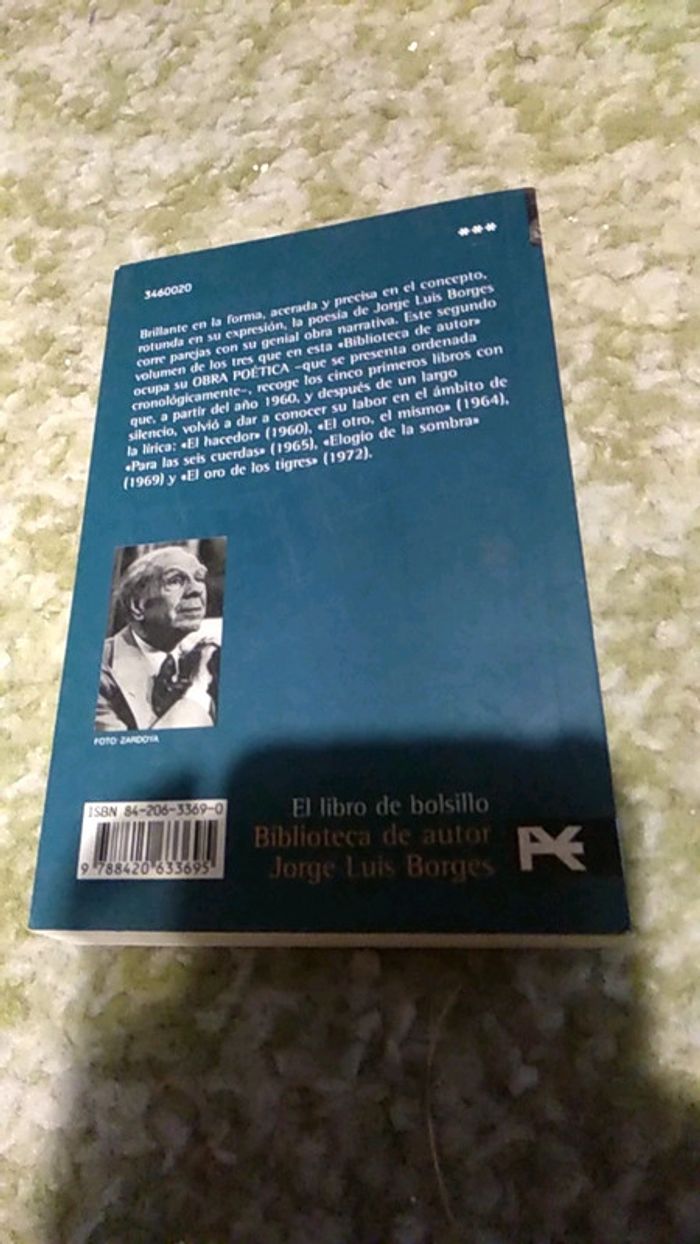 ***
3460020
Brillante en la forma, acerada y precisa en el concepto,
rotunda en su expresión, la poesía de Jorge Luis Borges
corre parejas con su genial obra narrativa. Este segundo
volumen de los tres que en esta «Biblioteca de autor»
ocupa su OBRA POÉTICA –que se presenta ordenada
cronológicamente–, recoge los cinco primeros libros con
que, a partir del año 1960, y después de un largo
silencio, volvió a dar a conocer su labor en el ámbito de
la lírica: «El hacedor» (1960), «El otro, el mismo» (1964),
«Para las seis cuerdas» (1965), «Elogio de la sombra»
(1969) y «El oro de los tigres» (1972).
FOTO: ZARDOYA
ISBN 84-206-3369-0
9 788420 633695
El libro de bolsillo
Biblioteca de autor
Jorge Luis Borges